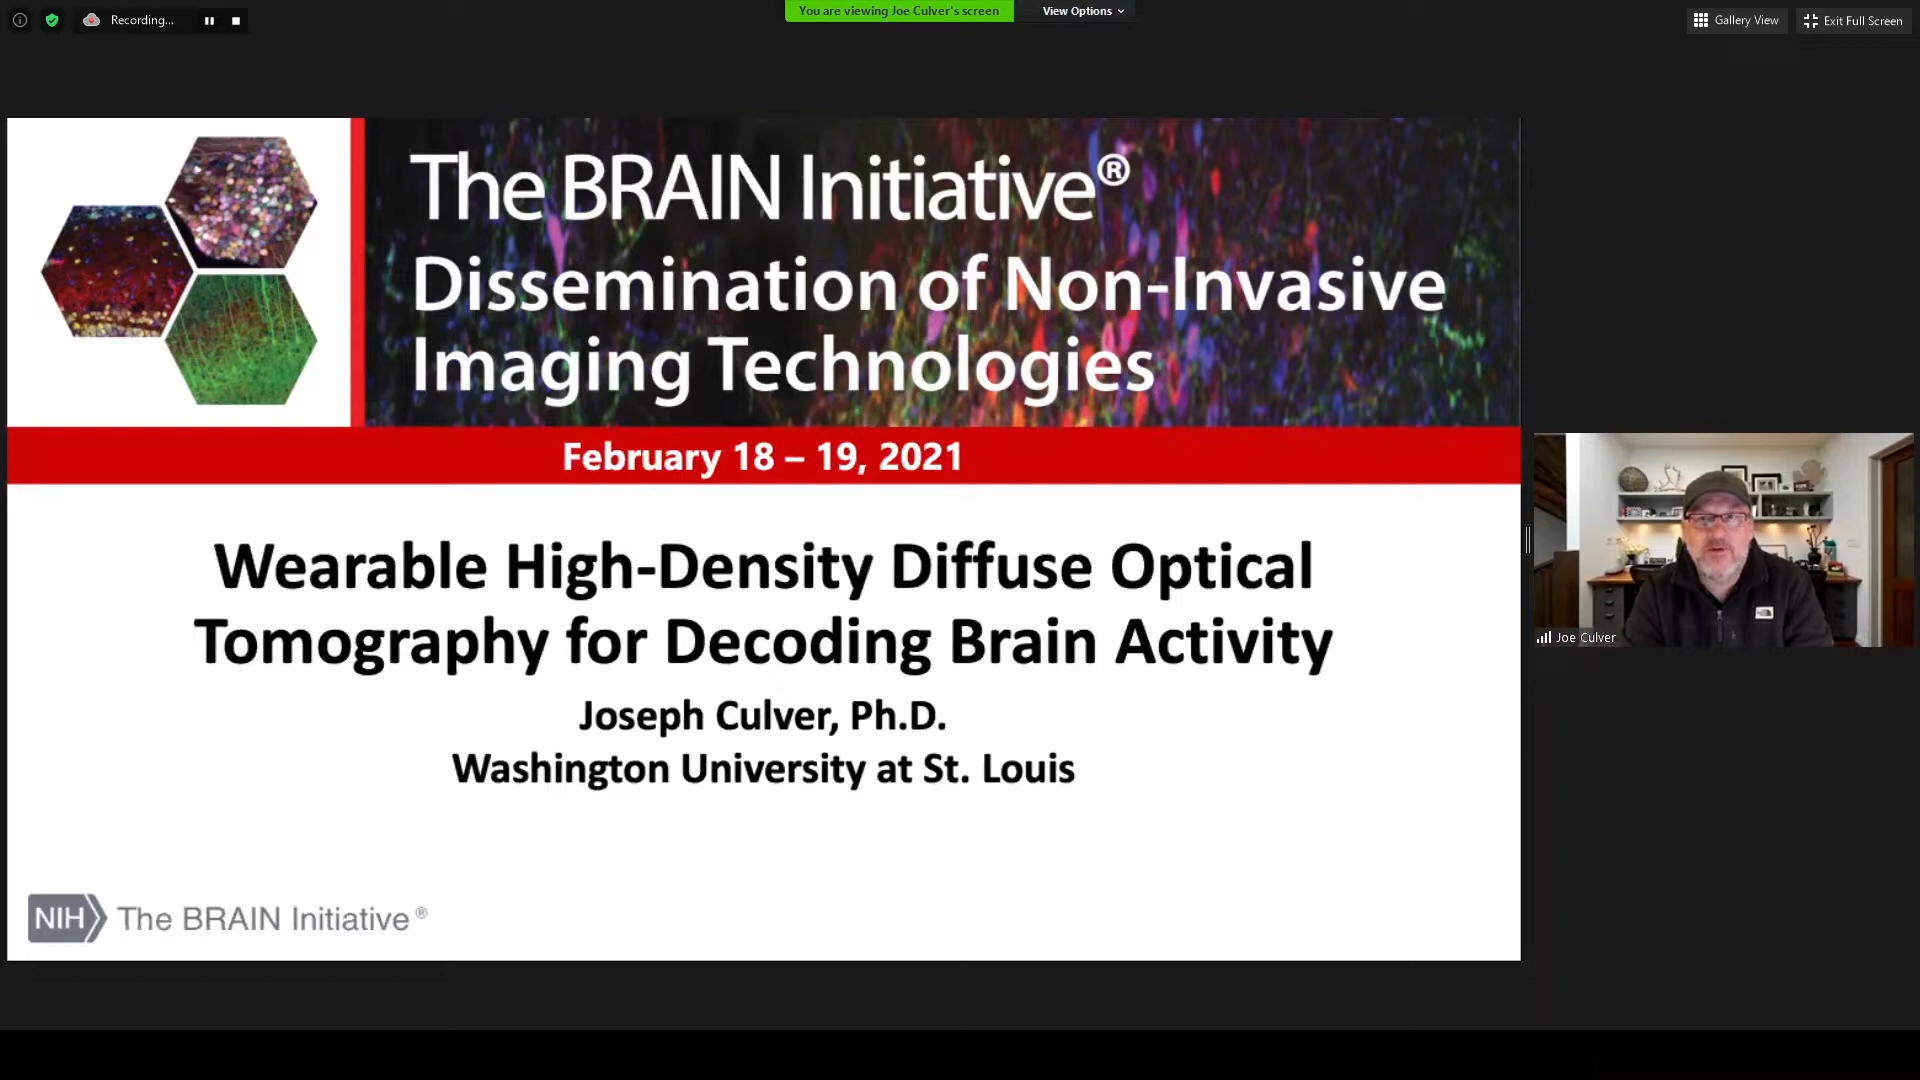 Recording...
You are viewing Joe Culver's screen
View Options
Gallery View
Exit Full Screen
The BRAIN Initiative®
Dissemination of Non-Invasive
Imaging Technologies
February 18 – 19, 2021
Wearable High-Density Diffuse Optical
Tomography for Decoding Brain Activity
Joseph Culver, Ph.D.
Washington University at St. Louis
NIH The BRAIN Initiative®
Joe Culver